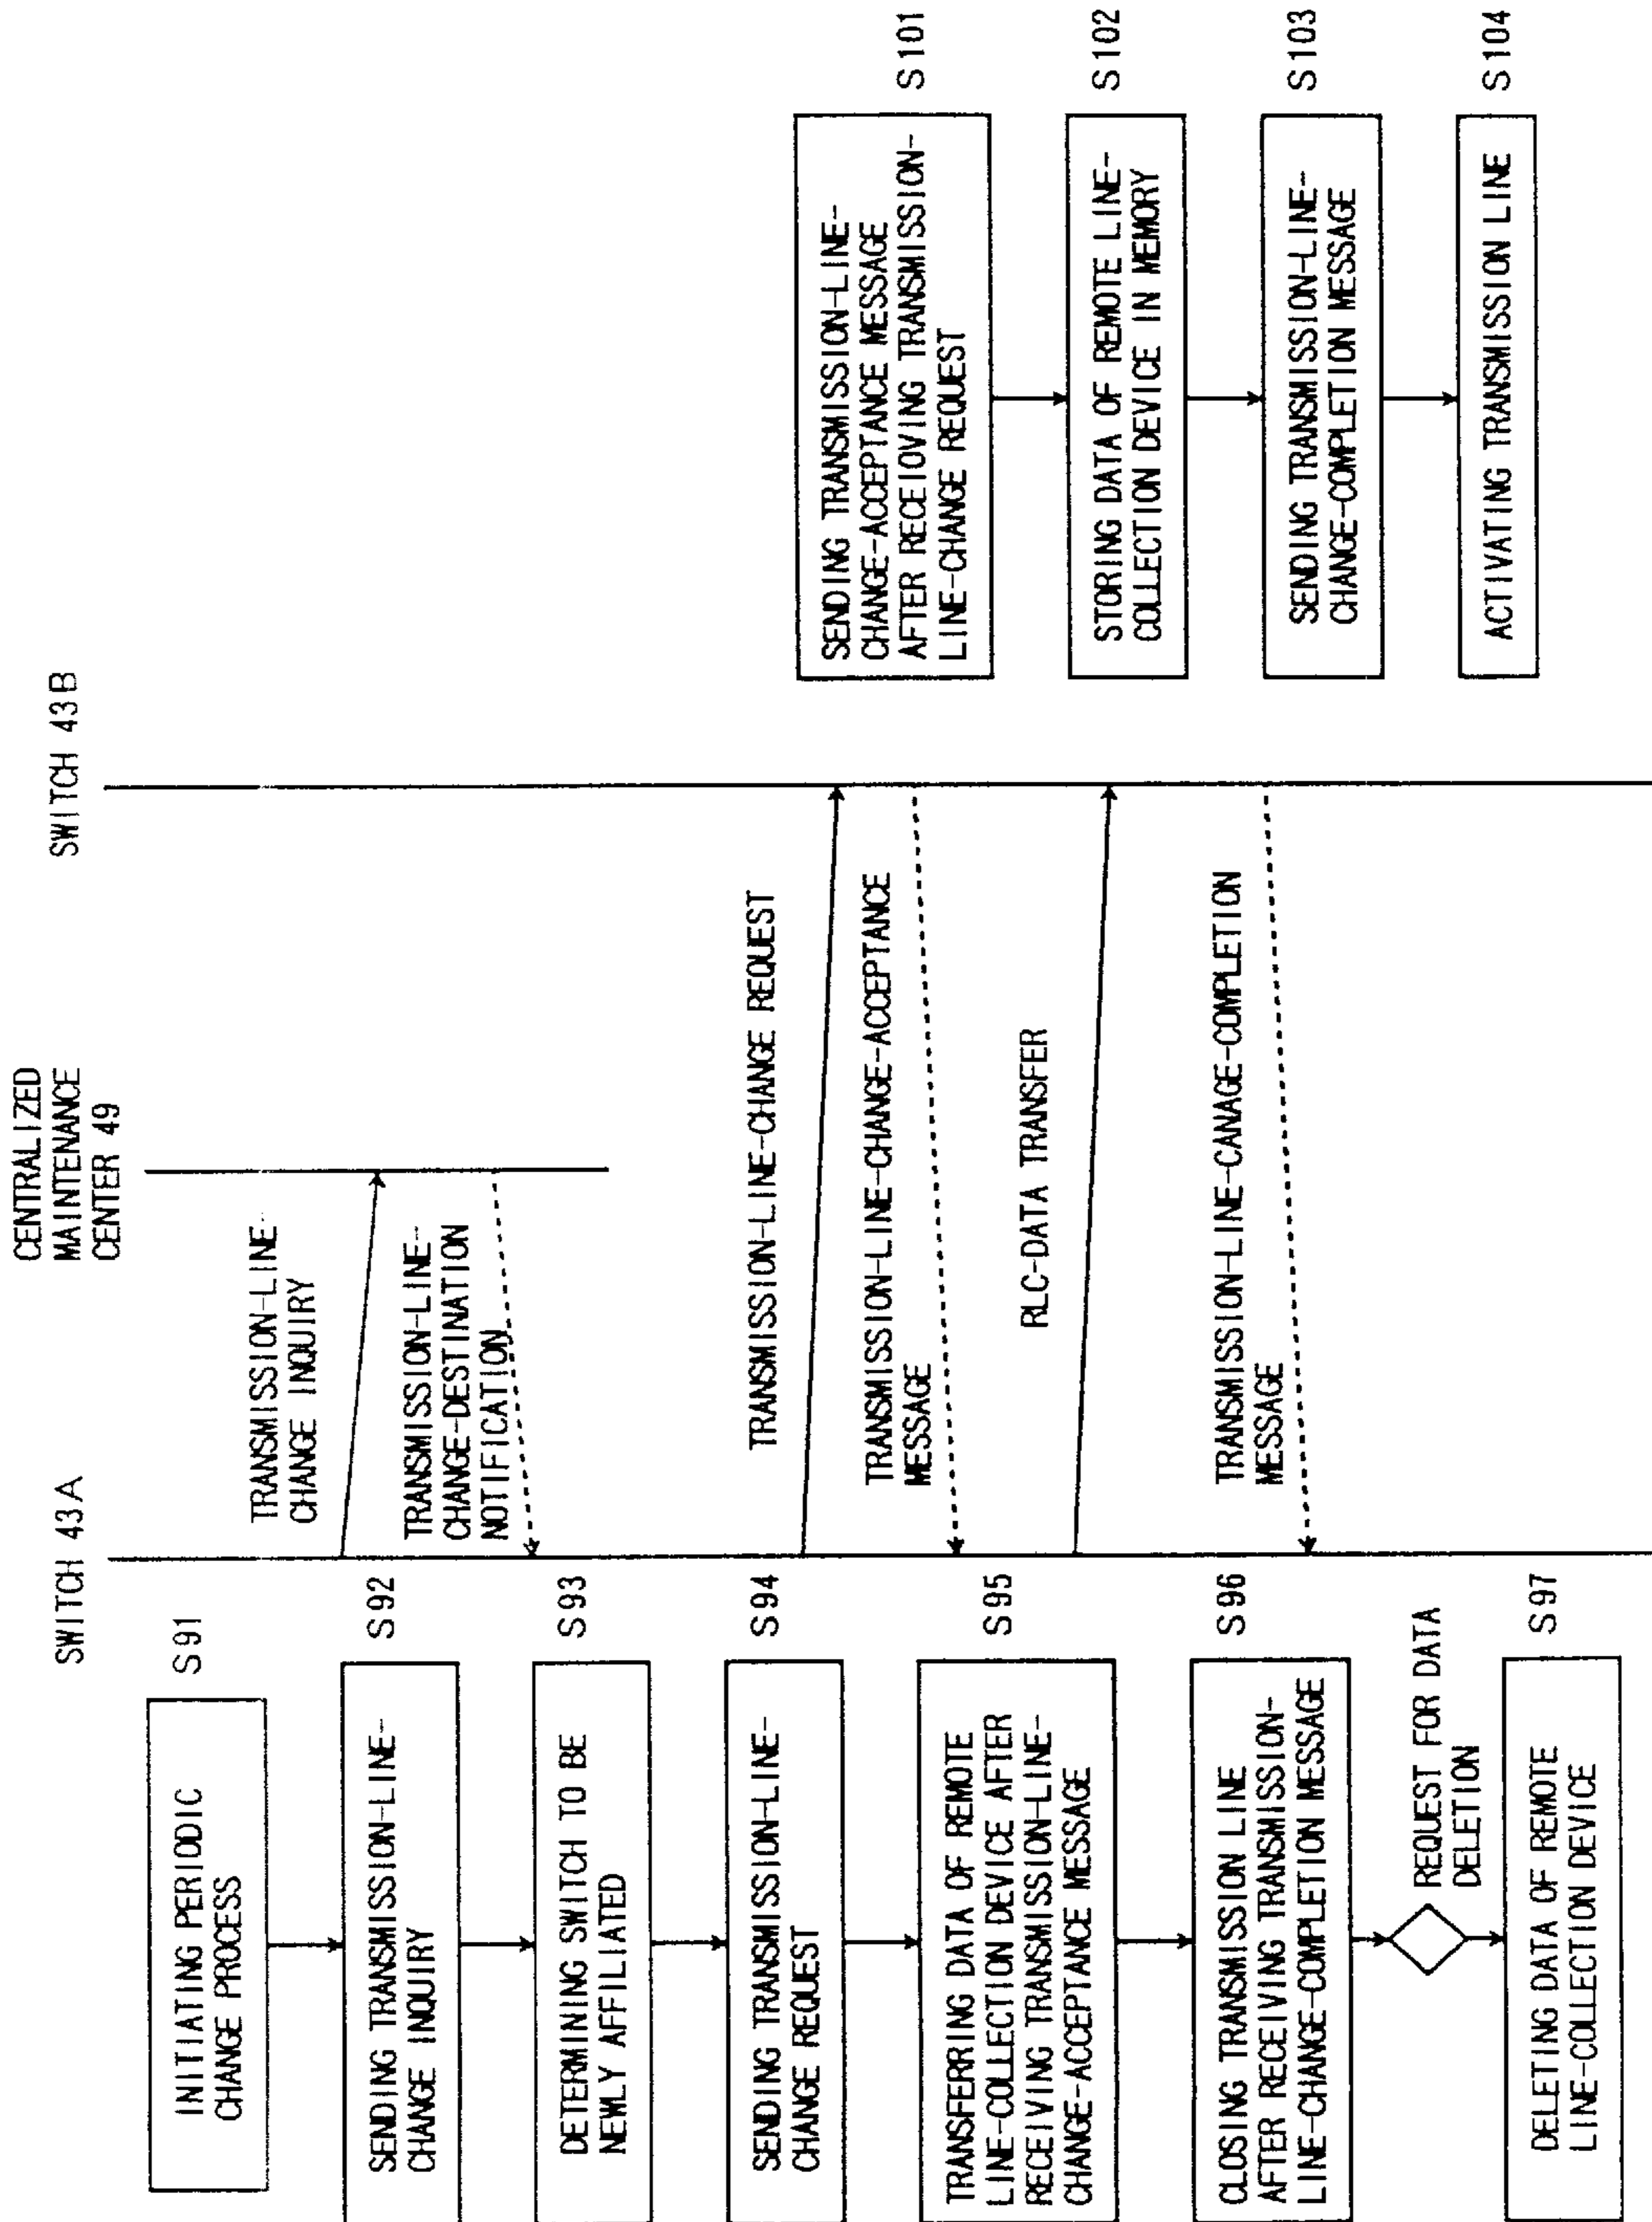 SWITCH 43A
CENTRALIZED
MAINTENANCE
CENTER 49
SWITCH 43B
INITIATING PERIODIC
CHANGE PROCESS
S91
SENDING TRANSMISSION-LINE-
CHANGE INQUIRY
S92
DETERMINING SWITCH TO BE
NEWLY AFFILIATED
S93
SENDING TRANSMISSION-LINE-
CHANGE REQUEST
S94
TRANSFERRING DATA OF REMOTE
LINE-COLLECTION DEVICE AFTER
RECEIVING TRANSMISSION-LINE-
CHANGE-ACCEPTANCE MESSAGE
S95
CLOSING TRANSMISSION LINE
AFTER RECEIVING TRANSMISSION-
LINE-CHANGE-COMPLETION MESSAGE
S96
REQUEST FOR DATA
DELETION
DELETING DATA OF REMOTE
LINE-COLLECTION DEVICE
S97
TRANSMISSION-LINE-
CHANGE INQUIRY
TRANSMISSION-LINE-
CHANGE-DESTINATION
NOTIFICATION
TRANSMISSION-LINE-CHANGE REQUEST
TRANSMISSION-LINE-CHANGE-ACCEPTANCE
MESSAGE
RLC-DATA TRANSFER
TRANSMISSION-LINE-CANAGE-COMPLETION
MESSAGE
SENDING TRANSMISSION-LINE-
CHANGE-ACCEPTANCE MESSAGE
AFTER RECEIOVING TRANSMISSION-
LINE-CHANGE REQUEST
S101
STORING DATA OF REMOTE LINE-
COLLECTION DEVICE IN MEMORY
S102
SENDING TRANSMISSION-LINE-
CHANGE-COMPLETION MESSAGE
S103
ACTIVATING TRANSMISSION LINE
S104